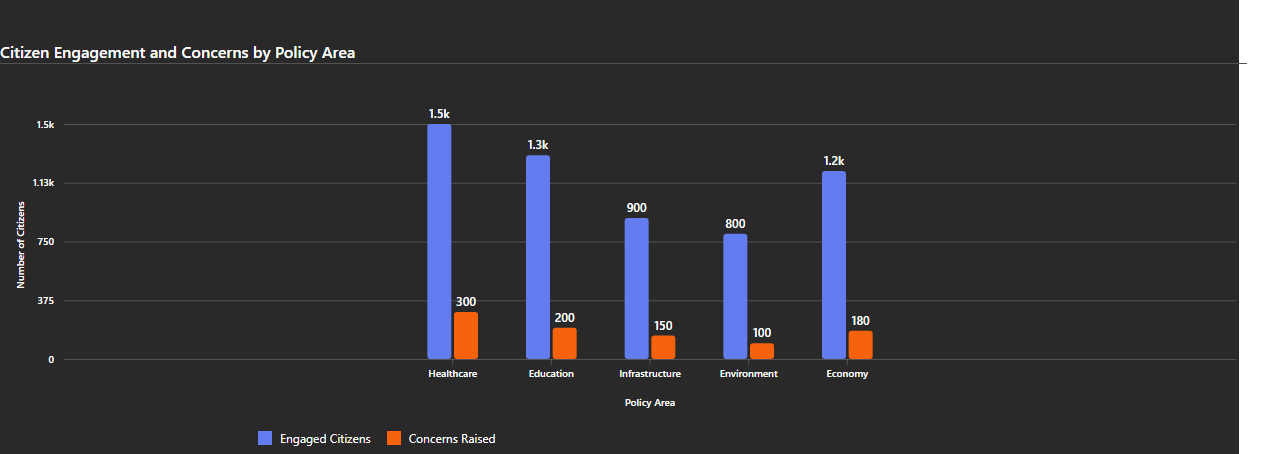 Citizen Engagement and Concerns by Policy Area
1.5k
1.3k
1.2k
900
800
300
200
150
100
180
1.5k
1.13k
750
375
0
Number of Citizens
Healthcare
Education
Infrastructure
Environment
Economy
Policy Area
Engaged Citizens
Concerns Raised